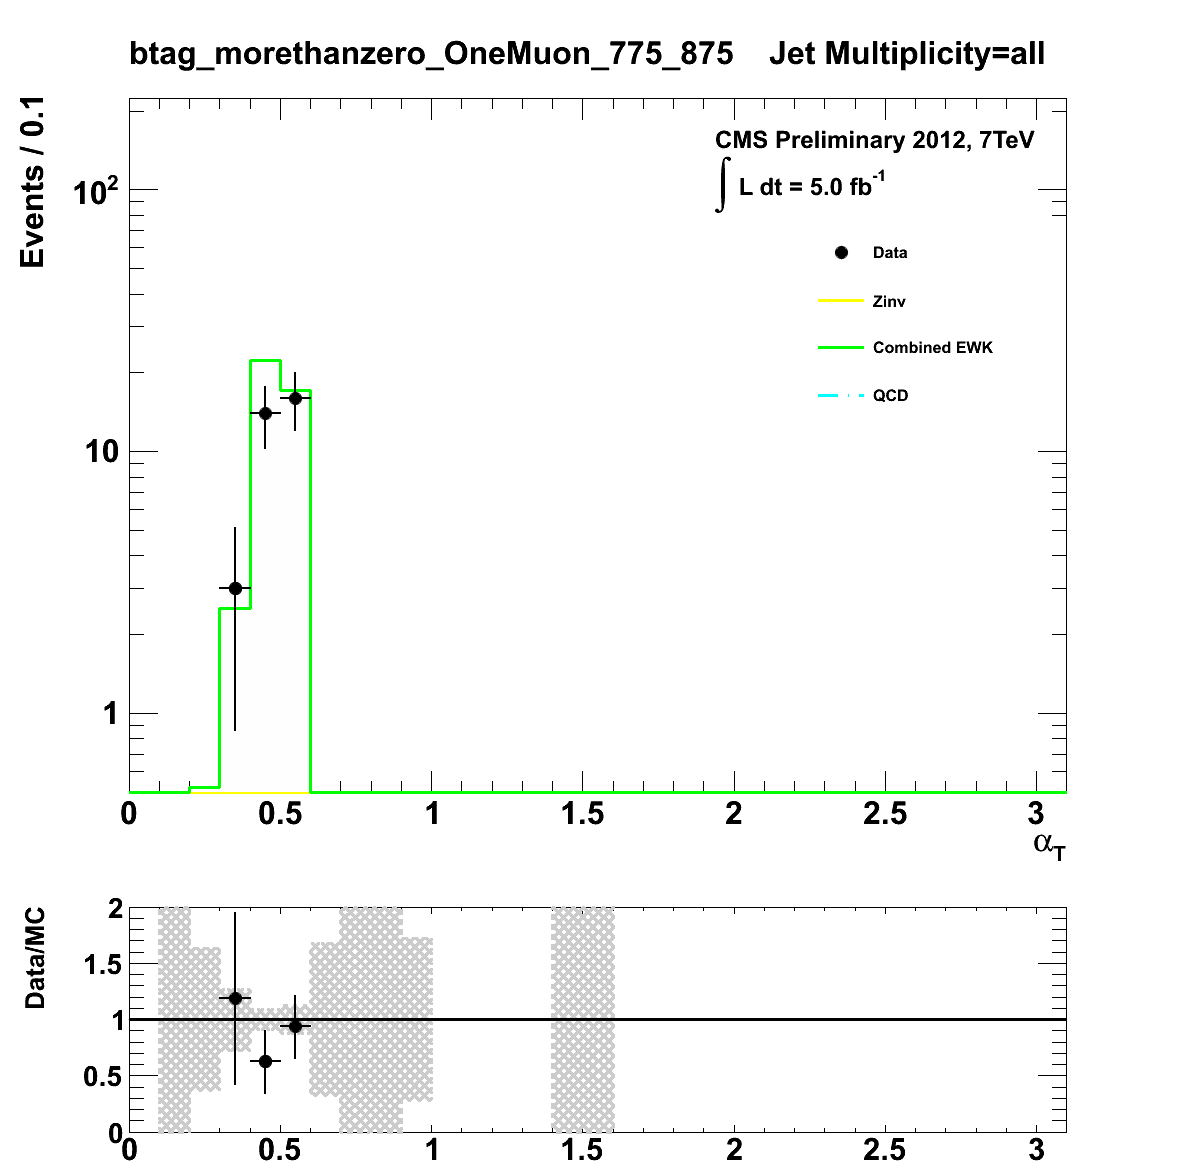 btag_morethanzero_OneMuon_775_875 Jet Multiplicity=all
Events / 0.1
CMS Preliminary 2012, 7TeV
∫ L dt = 5.0 fb⁻¹
Data
Zinv
Combined EWK
QCD
10²
10
1
0 0.5 1 1.5 2 2.5 3
α_T
Data/MC
2
1.5
1
0.5
0
0 0.5 1 1.5 2 2.5 3